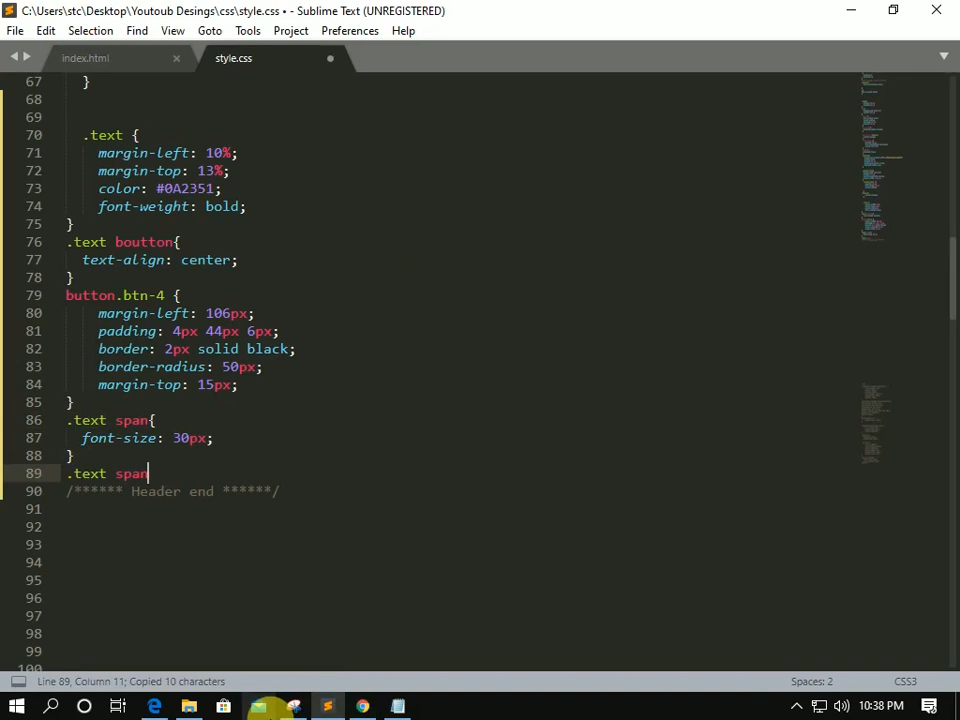 C:\Users\stc\Desktop\Youtoub Desings\css\style.css • - Sublime Text (UNREGISTERED)
File Edit Selection Find View Goto Tools Project Preferences Help
index.html style.css
67 }
68
69
70 .text {
71 margin-left: 10%;
72 margin-top: 13%;
73 color: #0A2351;
74 font-weight: bold;
75 }
76 .text boutton{
77 text-align: center;
78 }
79 button.btn-4 {
80 margin-left: 106px;
81 padding: 4px 44px 6px;
82 border: 2px solid black;
83 border-radius: 50px;
84 margin-top: 15px;
85 }
86 .text span{
87 font-size: 30px;
88 }
89 .text span
90 /****** Header end ******/
91
92
93
94
95
96
97
98
99
100
Line 89, Column 11; Copied 10 characters Spaces: 2 CSS3
10:38 PM